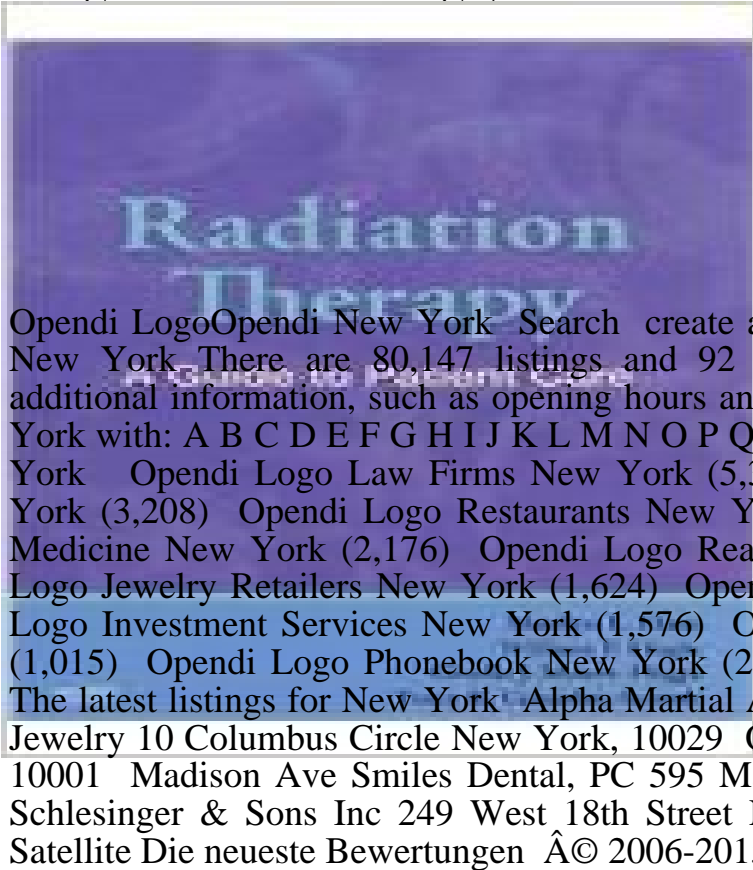 Radiation
Therapy
A Guide to Patient Care
Opendi LogoOpendi New York Search create
New York There are 80,147 listings and 92
additional information, such as opening hours
York with: A B C D E F G H I J K L M N O P Q
York Opendi Logo Law Firms New York
York (3,208) Opendi Logo Restaurants New
Medicine New York (2,176) Opendi Logo
Logo Jewelry Retailers New York (1,624)
Logo Investment Services New York (1,576)
(1,015) Opendi Logo Phonebook New York
The latest listings for New York Alpha Martial
Jewelry 10 Columbus Circle New York, 10029
10001 Madison Ave Smiles Dental, PC 595
Schlesinger & Sons Inc 249 West 18th Street
Satellite Die neueste Bewertungen Â© 2006-201